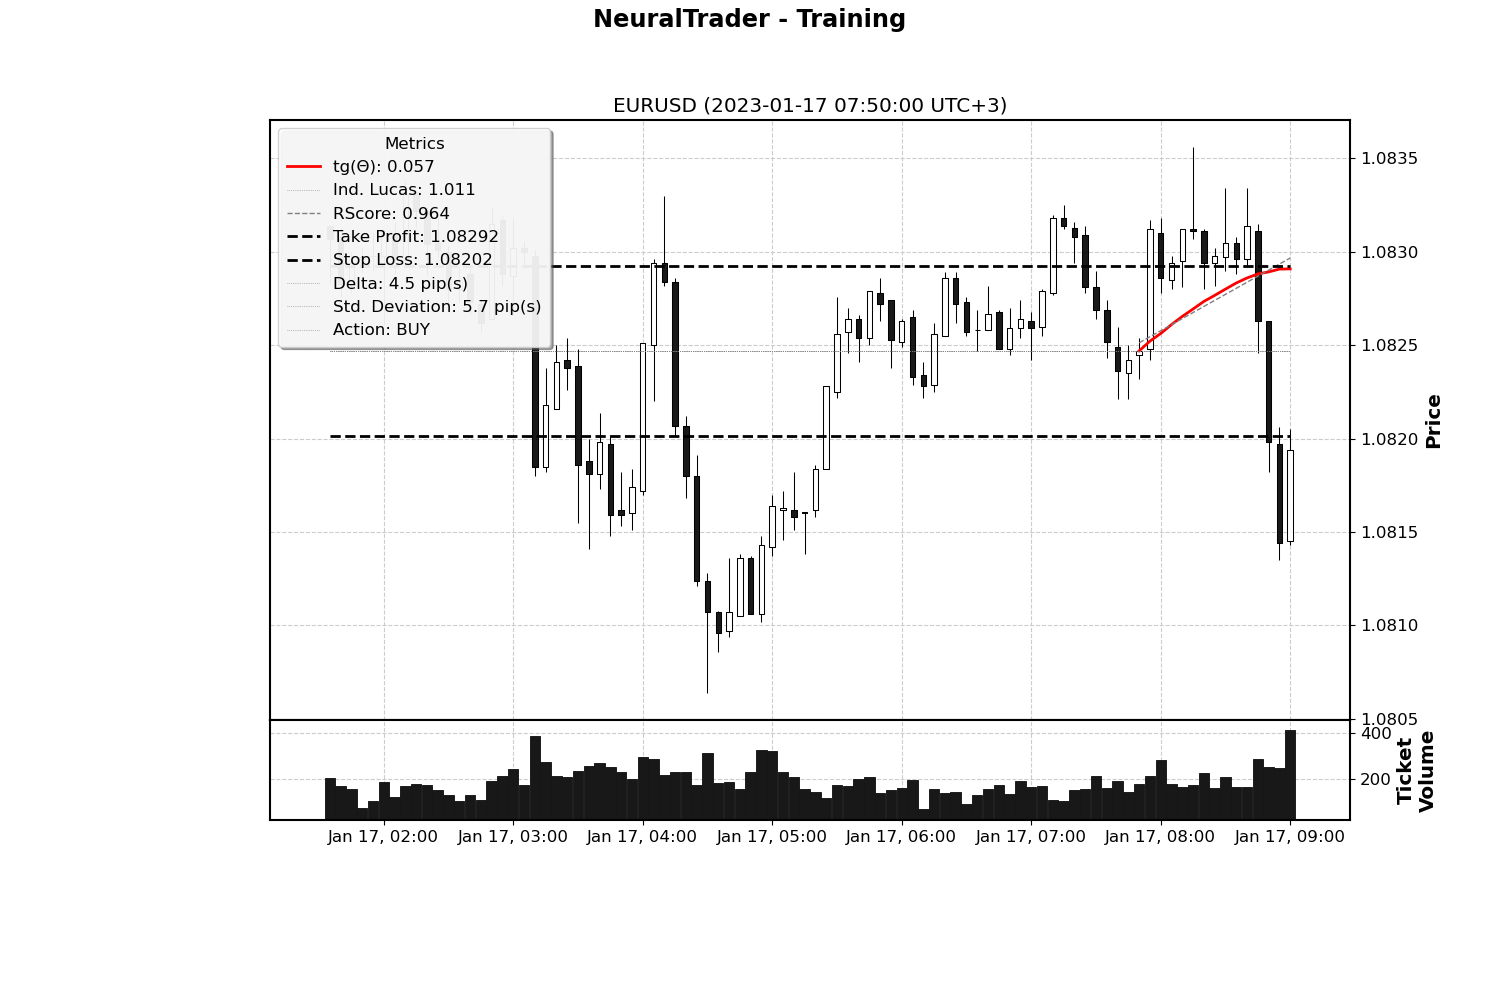 NeuralTrader - Training
EURUSD (2023-01-17 07:50:00 UTC+3)
Metrics
tg(Θ): 0.057
Ind. Lucas: 1.011
RScore: 0.964
Take Profit: 1.08292
Stop Loss: 1.08202
Delta: 4.5 pip(s)
Std. Deviation: 5.7 pip(s)
Action: BUY
1.0835
1.0830
1.0825
1.0820
1.0815
1.0810
1.0805
Price
400
200
Ticket
Volume
Jan 17, 02:00
Jan 17, 03:00
Jan 17, 04:00
Jan 17, 05:00
Jan 17, 06:00
Jan 17, 07:00
Jan 17, 08:00
Jan 17, 09:00